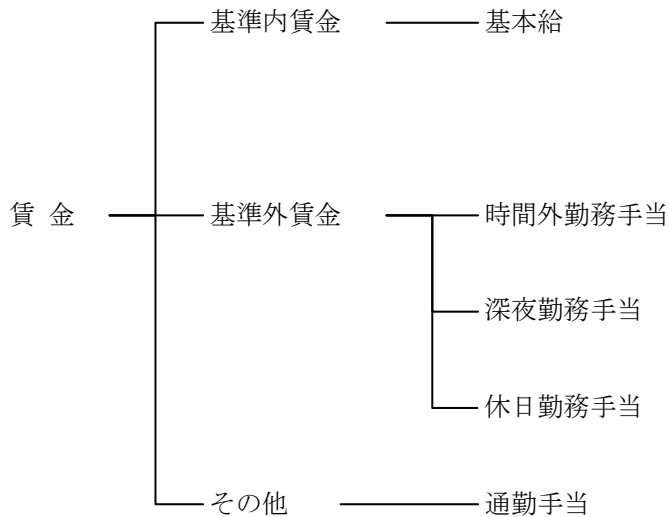 基準内賃金 基本給
賃 金 基準外賃金 時間外勤務手当
深夜勤務手当
休日勤務手当
その他 通勤手当